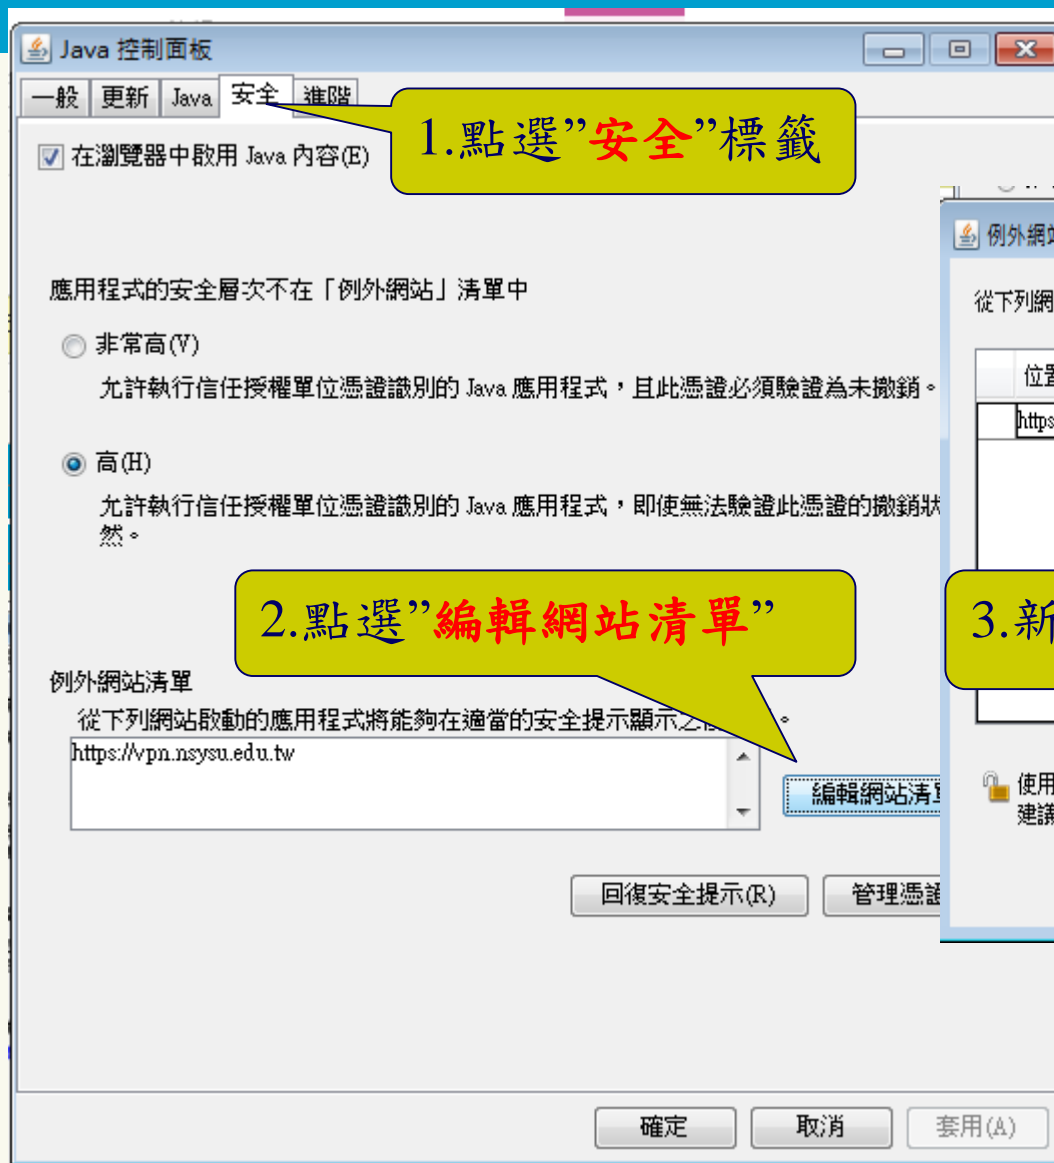 Java 控制面板
一般 更新 Java 安全 進階
1.點選”安全”標籤
在瀏覽器中啟用 Java 內容(E)
應用程式的安全層次不在「例外網站」清單中
非常高(V)
允許執行信任授權單位憑證識別的 Java 應用程式，且此憑證必須驗證為未撤銷。
高(H)
允許執行信任授權單位憑證識別的 Java 應用程式，即使無法驗證此憑證的撤銷狀
然。
2.點選”編輯網站清單”
例外網站清單
從下列網站啟動的應用程式將能夠在適當的安全提示顯示之
https://vpn.nsysu.edu.tw
編輯網站清
回復安全提示(R)
管理憑
確定
取消
套用(A)
例外網
從下列網
位置
https
3.新
使用
建議